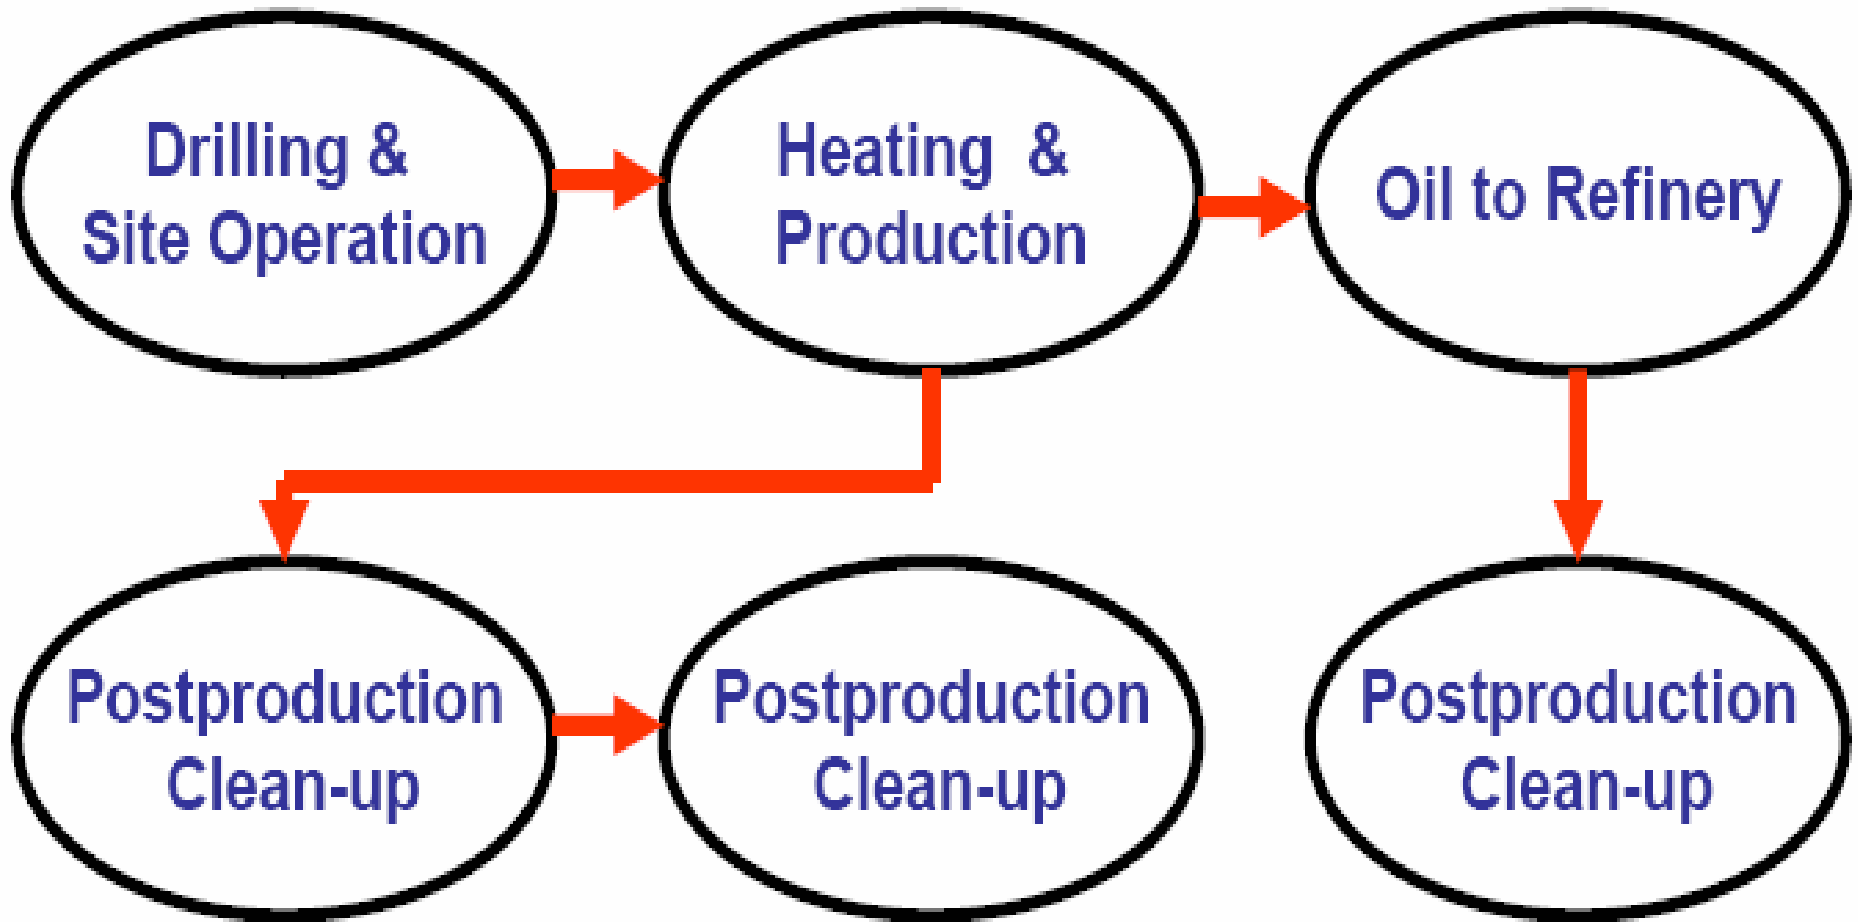 Drilling &
Site Operation
Heating &
Production
Oil to Refinery
Postproduction
Clean-up
Postproduction
Clean-up
Postproduction
Clean-up